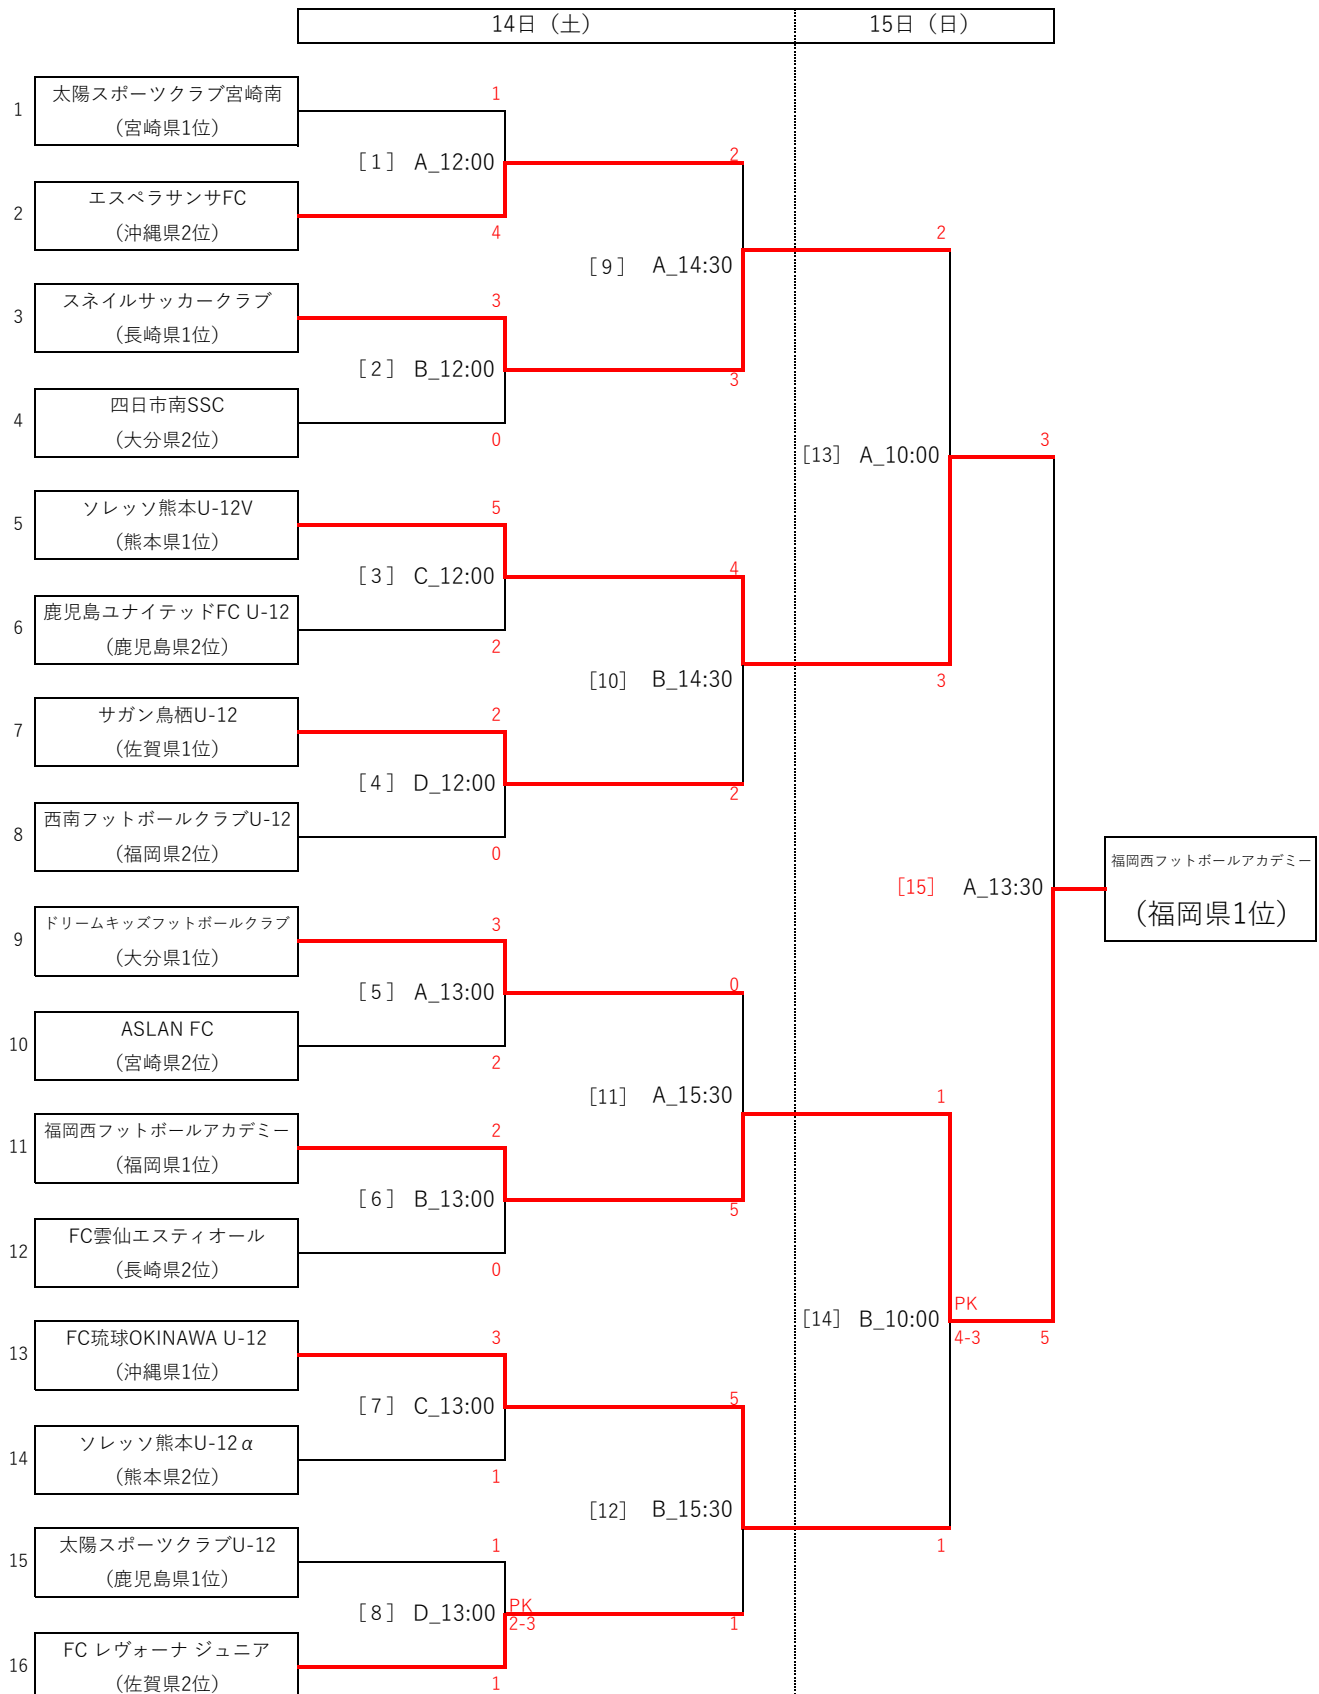 14日（土）
15日（日）
1
太陽スポーツクラブ宮崎南
（宮崎県1位）
1
［1］ A_12:00
2
2
エスペラサンサFC
（沖縄県2位）
4
2
［9］ A_14:30
3
スネイルサッカークラブ
（長崎県1位）
3
［2］ B_12:00
3
4
四日市南SSC
（大分県2位）
0
［13］ A_10:00
3
5
ソレッソ熊本U-12V
（熊本県1位）
5
［3］ C_12:00
4
6
鹿児島ユナイテッドFC U-12
（鹿児島県2位）
2
［10］ B_14:30
3
7
サガン鳥栖U-12
（佐賀県1位）
2
［4］ D_12:00
2
8
西南フットボールクラブU-12
（福岡県2位）
0
［15］ A_13:30
福岡西フットボールアカデミー
（福岡県1位）
9
ドリームキッズフットボールクラブ
（大分県1位）
3
［5］ A_13:00
0
10
ASLAN FC
（宮崎県2位）
2
［11］ A_15:30
1
11
福岡西フットボールアカデミー
（福岡県1位）
2
［6］ B_13:00
5
12
FC雲仙エスティオール
（長崎県2位）
0
［14］ B_10:00
PK
4-3
5
13
FC琉球OKINAWA U-12
（沖縄県1位）
3
［7］ C_13:00
5
14
ソレッソ熊本U-12α
（熊本県2位）
1
［12］ B_15:30
1
15
太陽スポーツクラブU-12
（鹿児島県1位）
1
［8］ D_13:00
PK
2-3
1
16
FC レヴォーナ ジュニア
（佐賀県2位）
1